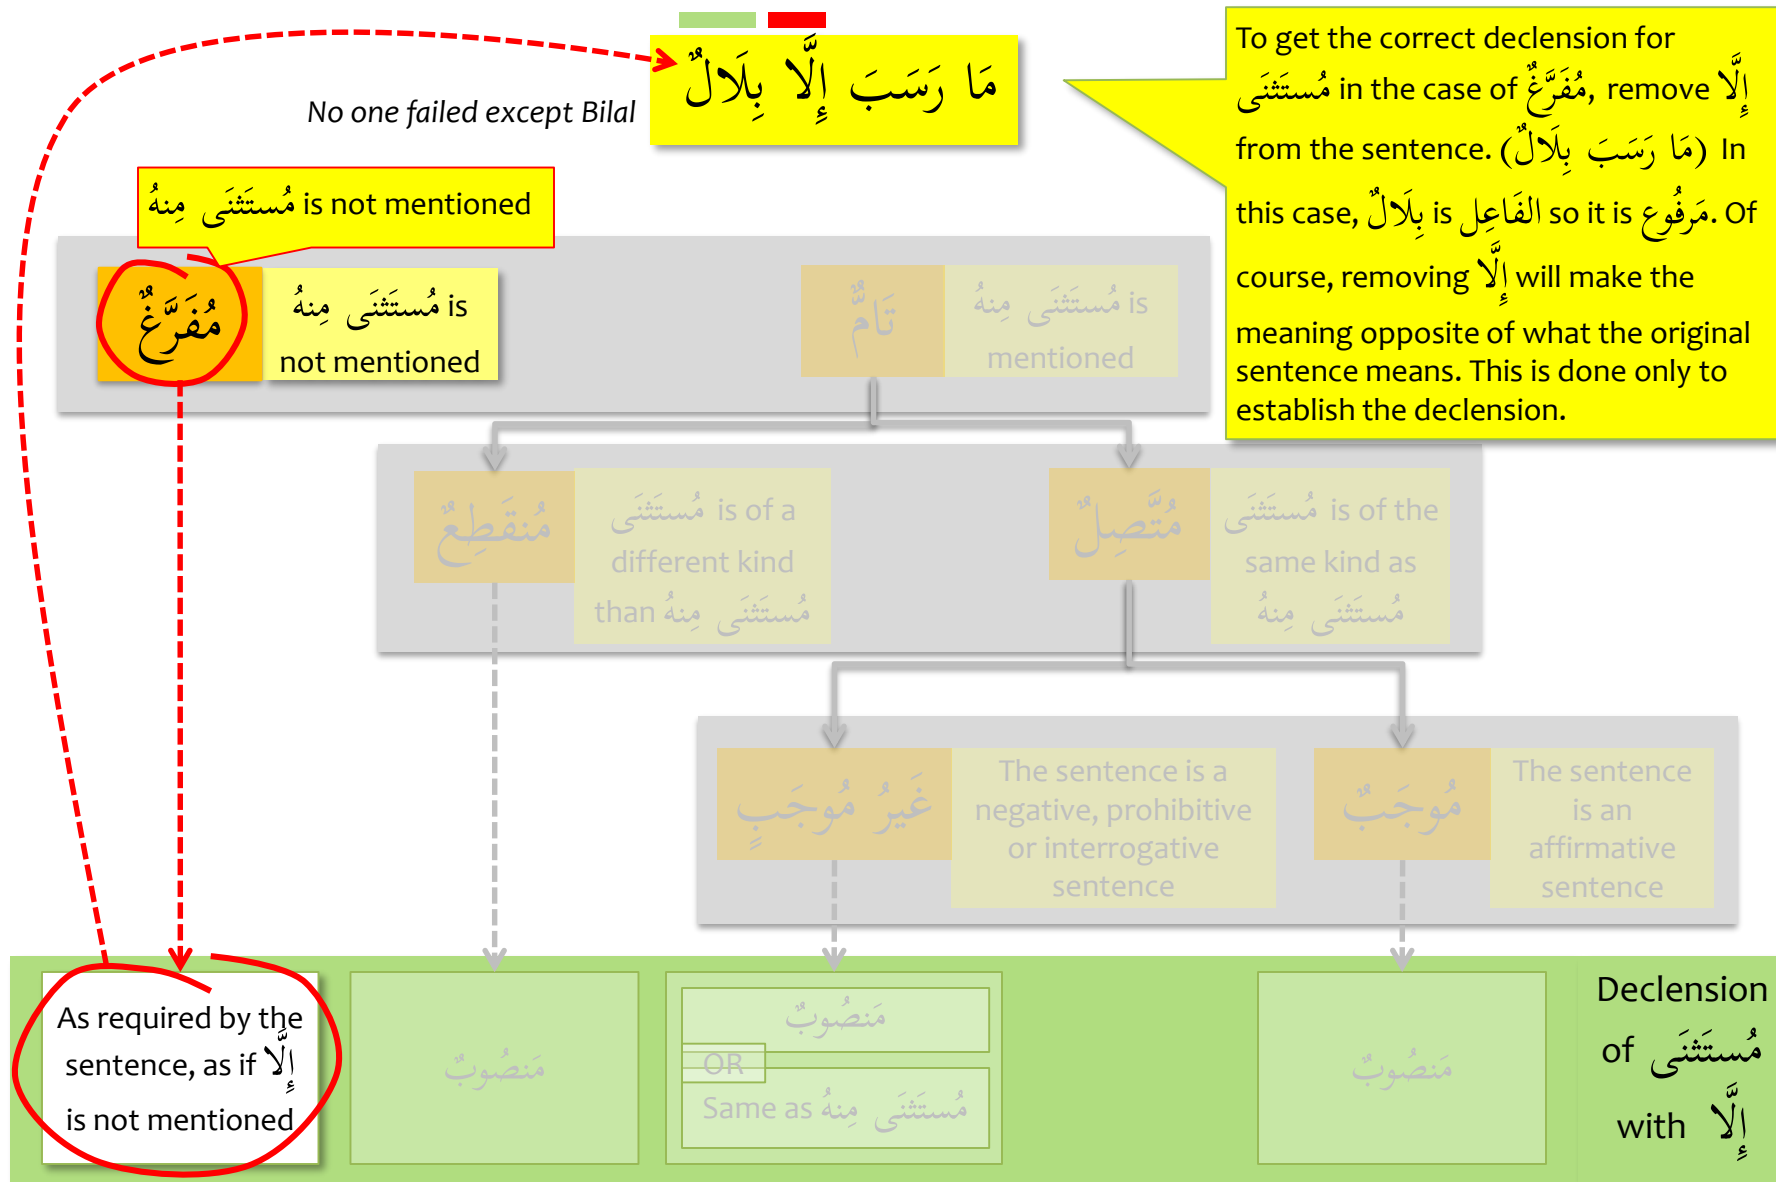 مَا رَسَبَ إِلَّا بِلَالٌ
No one failed except Bilal
To get the correct declension for
مُستَثنَى in the case of مُفَرَّغٌ, remove إِلَّا
from the sentence. (مَا رَسَبَ بِلَالٌ) In
this case, بِلَالٌ is الفَاعِل so it is مَرفُوع. Of
course, removing إِلَّا will make the
meaning opposite of what the original
sentence means. This is done only to
establish the declension.
مُستَثنَى مِنهُ is not mentioned
مُفَرَّغٌ
مُستَثنَى مِنهُ is
not mentioned
تَامٌّ
مُستَثنَى مِنهُ is
mentioned
مُنقَطِعٌ
مُستَثنَى is of a
different kind
than مُستَثنَى مِنهُ
مُتَّصِلٌ
مُستَثنَى is of the
same kind as
مُستَثنَى مِنهُ
غَيرُ مُوجَبٍ
The sentence is a
negative, prohibitive
or interrogative
sentence
مُوجَبٌ
The sentence
is an
affirmative
sentence
As required by the
sentence, as if إِلَّا
is not mentioned
مَنصُوبٌ
مَنصُوبٌ
OR
Same as مُستَثنَى مِنهُ
مَنصُوبٌ
Declension
of مُستَثنَى
with إِلَّا